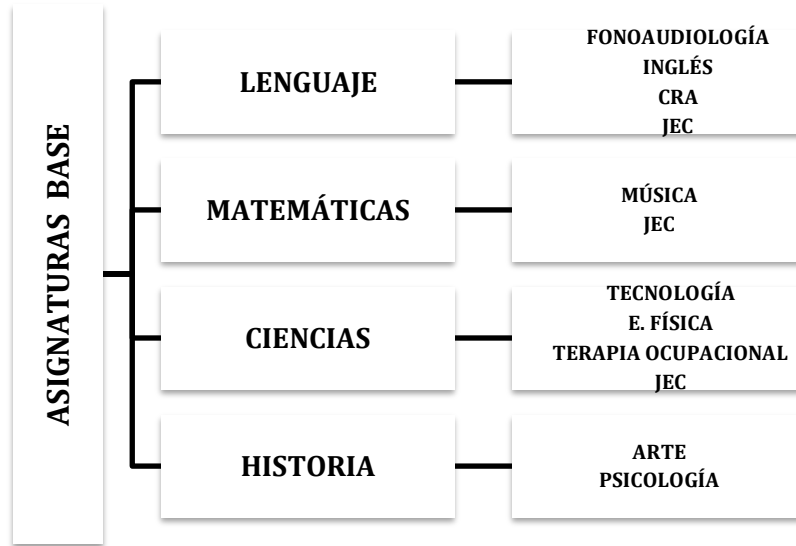 ASIGNATURAS BASE
LENGUAJE
FONOAUDIOLOGÍA
INGLÉS
CRA
JEC
MATEMÁTICAS
MÚSICA
JEC
CIENCIAS
TECNOLOGÍA
E. FÍSICA
TERAPIA OCUPACIONAL
JEC
HISTORIA
ARTE
PSICOLOGÍA